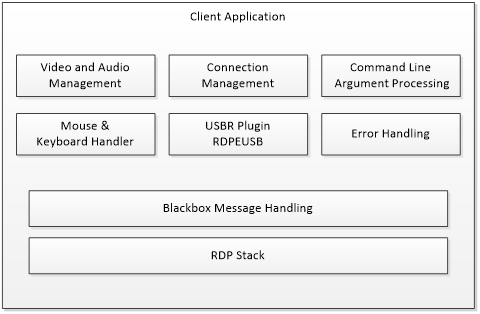 Client Application
Video and Audio
Management
Connection
Management
Command Line
Argument Processing
Mouse &
Keyboard Handler
USBR Plugin
RDPEUSB
Error Handling
Blackbox Message Handling
RDP Stack